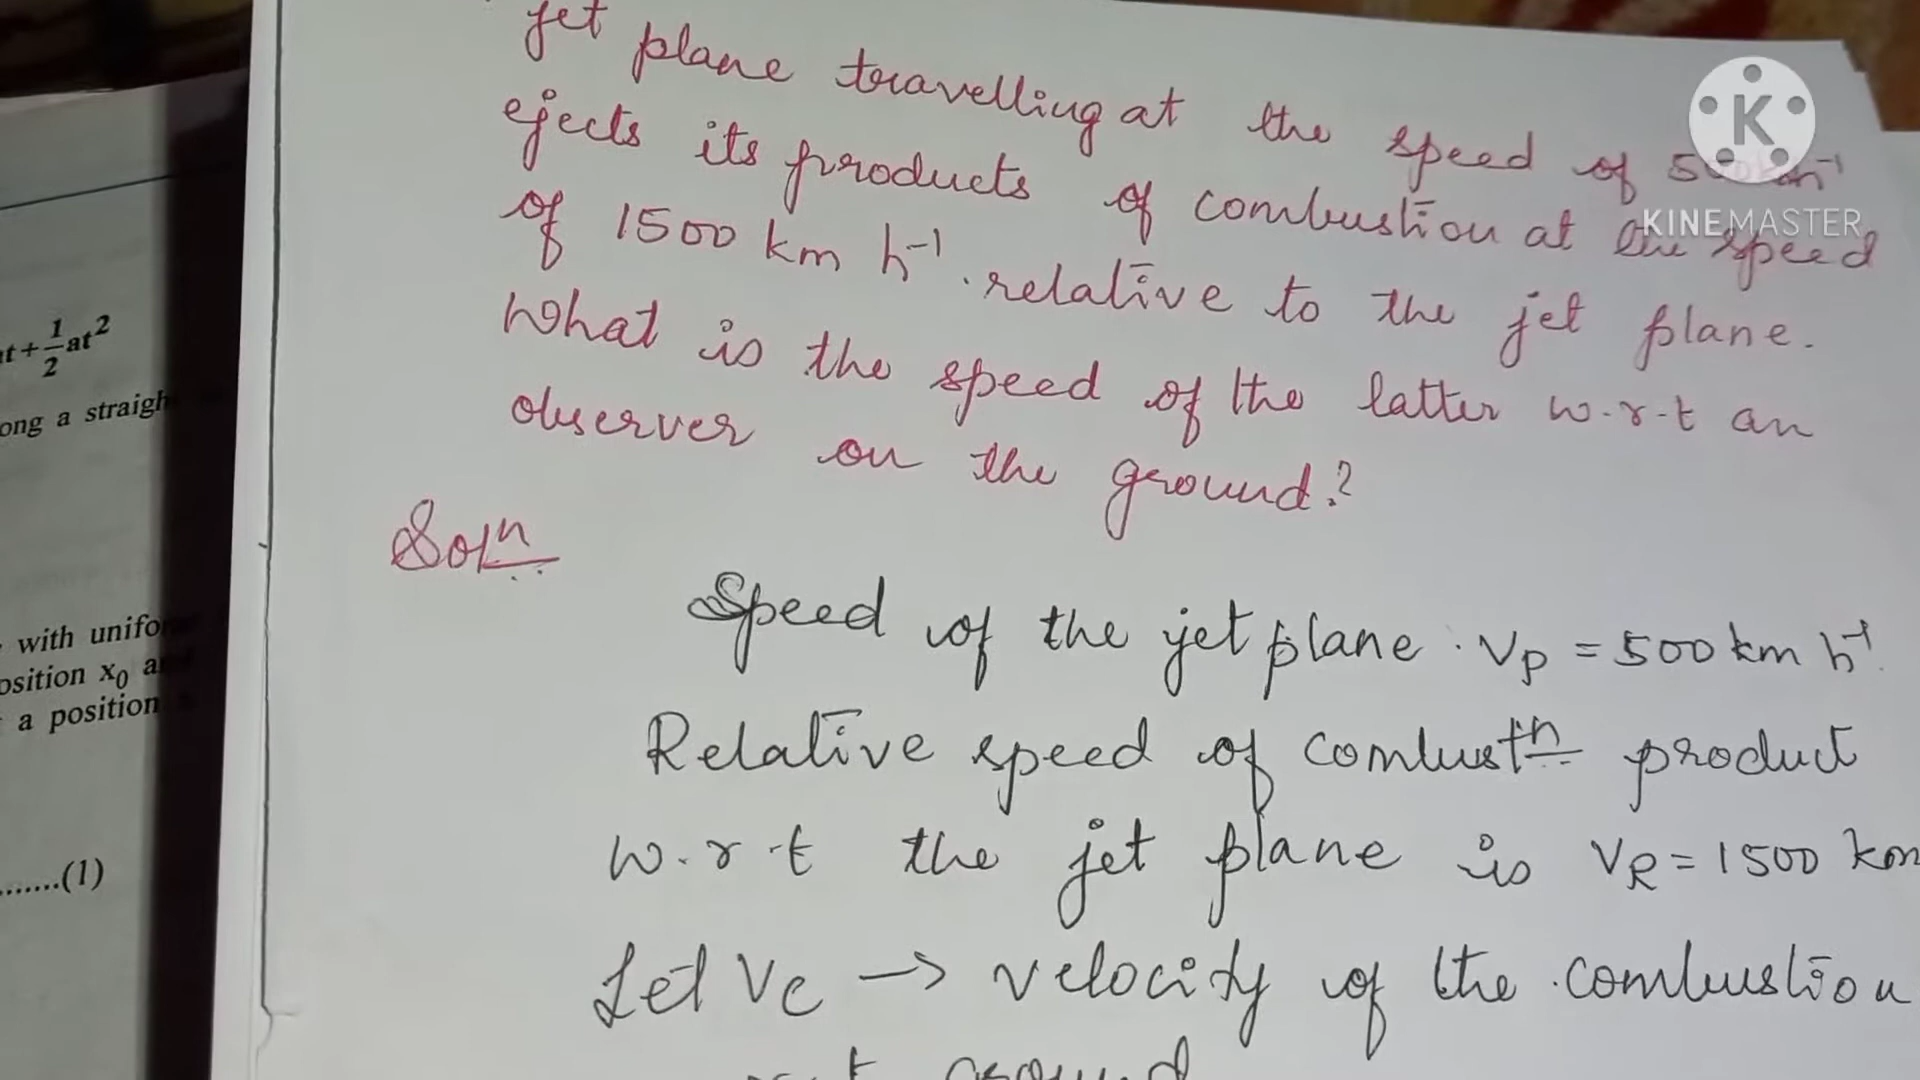 jet plane travelling at the speed of 500 km h⁻¹
ejects its products of combustion at the speed
of 1500 km h⁻¹. relative to the jet plane.
What is the speed of the latter w.r.t an
observer on the ground?
Solⁿ
Speed of the jet plane. Vp = 500 km h⁻¹.
Relative speed of combustⁿ product
w.r.t the jet plane is VR = 1500 km
Let Vc → velocity of the combustion
ground
K
KINEMASTER
t + 1/2 at²
ong a straigh
with unifo
osition x₀ a
a position
.......(1)